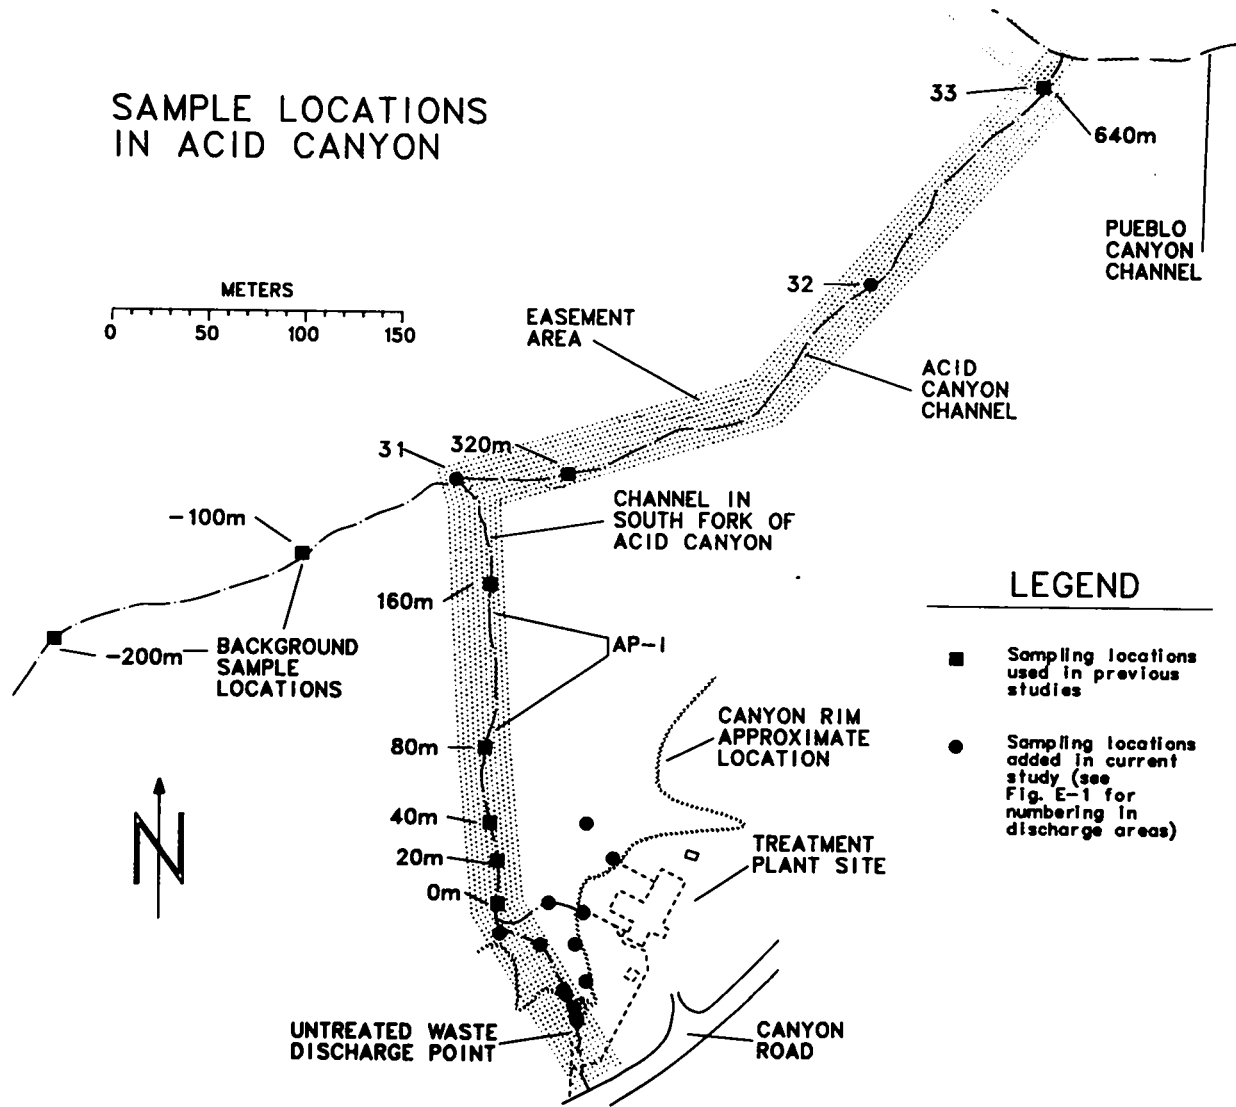 SAMPLE LOCATIONS
IN ACID CANYON
33
640m
PUEBLO
CANYON
CHANNEL
METERS
0 50 100 150
32
EASEMENT
AREA
ACID
CANYON
CHANNEL
31
320m
CHANNEL IN
SOUTH FORK OF
ACID CANYON
-100m
160m
-200m
BACKGROUND
SAMPLE
LOCATIONS
AP-1
CANYON RIM
APPROXIMATE
LOCATION
80m
40m
20m
0m
TREATMENT
PLANT SITE
N
UNTREATED WASTE
DISCHARGE POINT
CANYON
ROAD
LEGEND
Sampling locations
used in previous
studies
Sampling locations
added in current
study (see
Fig. E-1 for
numbering in
discharge areas)